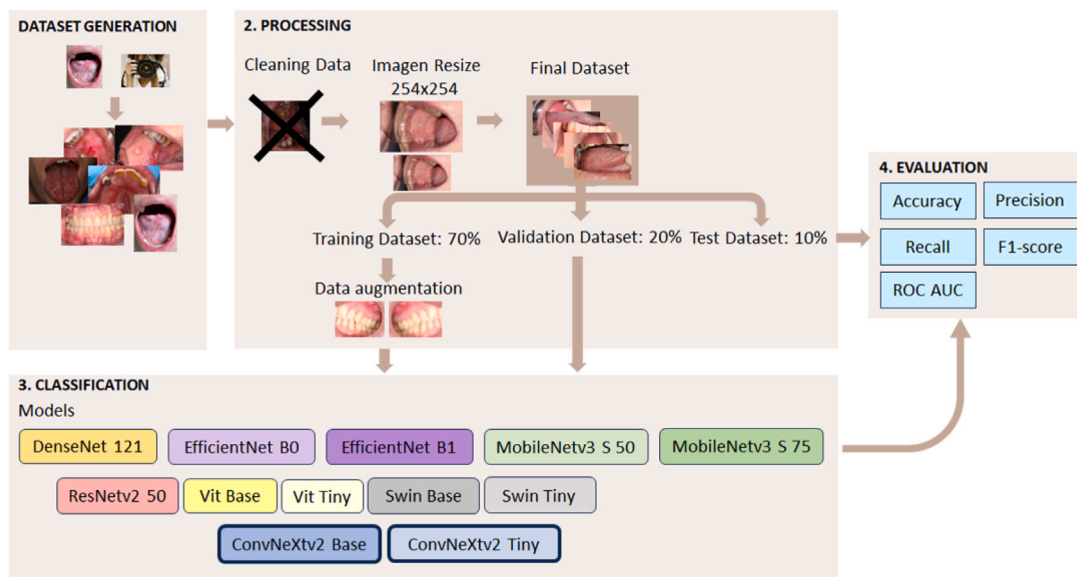 DATASET GENERATION
2. PROCESSING
Cleaning Data
Imagen Resize
254x254
Final Dataset
Training Dataset: 70%
Validation Dataset: 20%
Test Dataset: 10%
Data augmentation
3. CLASSIFICATION
Models
DenseNet 121
EfficientNet B0
EfficientNet B1
MobileNetv3 S 50
MobileNetv3 S 75
ResNetv2 50
Vit Base
Vit Tiny
Swin Base
Swin Tiny
ConvNeXtv2 Base
ConvNeXtv2 Tiny
4. EVALUATION
Accuracy
Precision
Recall
F1-score
ROC AUC